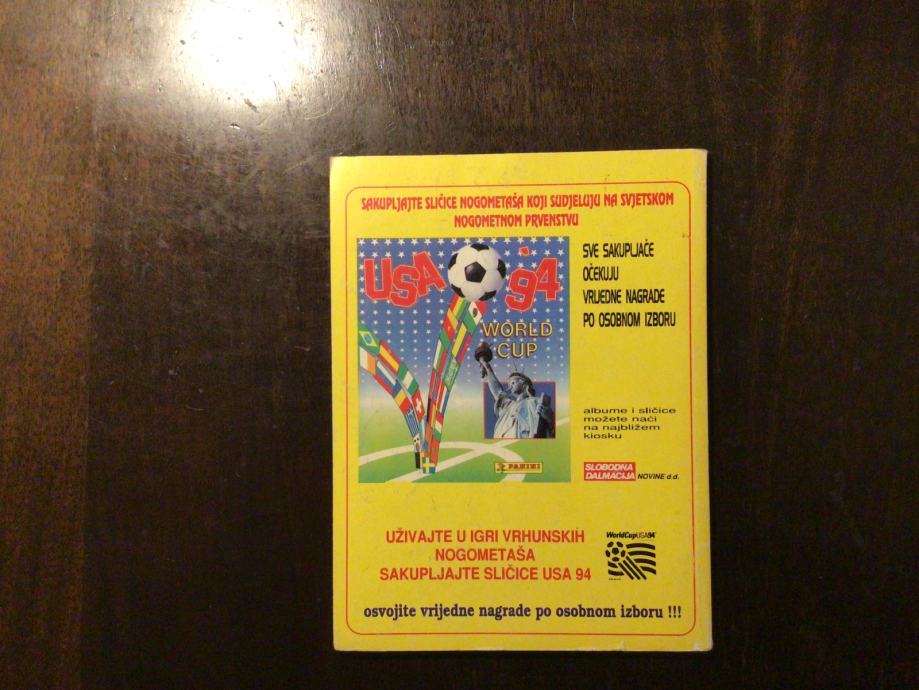 SAKUPLJAJTE SLIČICE NOGOMETAŠA KOJI SUDJELUJU NA SVJETSKOM
NOGOMETNOM PRVENSTVU
USA '94
WORLD
CUP
PANINI
SVE SAKUPLJAČE
OČEKUJU
VRIJEDNE NAGRADE
PO OSOBNOM IZBORU
albume i sličice
možete naći
na najbližem
kiosku
SLOBODNA
DALMACIJA NOVINE d.d.
UŽIVAJTE U IGRI VRHUNSKIH
NOGOMETAŠA
SAKUPLJAJTE SLIČICE USA 94
WorldCupUSA94
osvojite vrijedne nagrade po osobnom izboru !!!